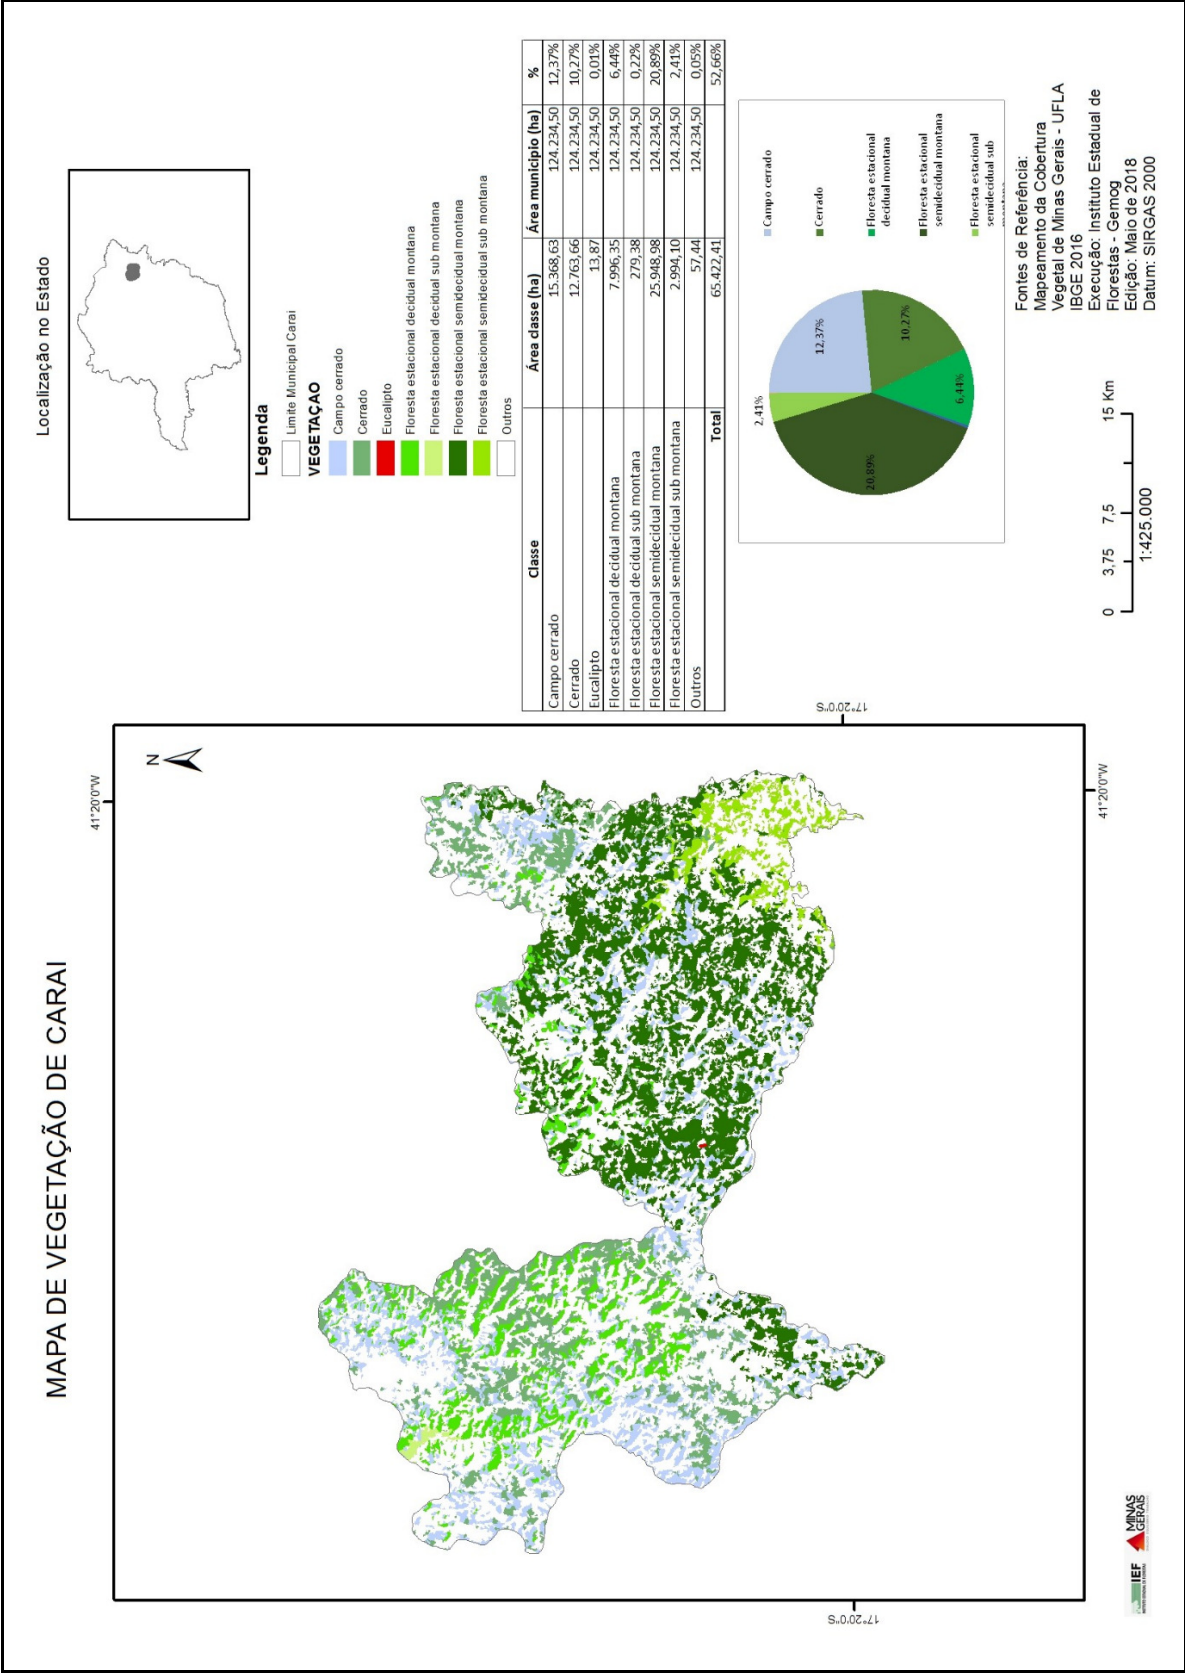 MAPA DE VEGETAÇÃO DE CARAI
41°20'0"W
N
17°20'0"S
17°20'0"S
41°20'0"W
IEF
MINAS GERAIS
Localização no Estado
Legenda
Limite Municipal Carai
VEGETAÇAO
Campo cerrado
Cerrado
Eucalipto
Floresta estacional decidual montana
Floresta estacional decidual sub montana
Floresta estacional semidecidual montana
Floresta estacional semidecidual sub montana
Outros
Classe Área classe (ha) Área município (ha) %
Campo cerrado 15.368,63 124.234,50 12,37%
Cerrado 12.763,66 124.234,50 10,27%
Eucalipto 13,87 124.234,50 0,01%
Floresta estacional decidual montana 7.996,35 124.234,50 6,44%
Floresta estacional decidual sub montana 279,38 124.234,50 0,22%
Floresta estacional semidecidual montana 25.948,98 124.234,50 20,89%
Floresta estacional semidecidual sub montana 2.994,10 124.234,50 2,41%
Outros 57,44 124.234,50 0,05%
Total 65.422,41 52,66%
2,41%
12,37%
20,89%
10,27%
6,44%
Campo cerrado
Cerrado
Floresta estacional
decidual montana
Floresta estacional
semidecidual montana
Floresta estacional
semidecidual sub
0 3,75 7,5 15 Km
1:425.000
Fontes de Referência:
Mapeamento da Cobertura
Vegetal de Minas Gerais - UFLA
IBGE 2016
Execução: Instituto Estadual de
Florestas - Gemog
Edição: Maio de 2018
Datum: SIRGAS 2000